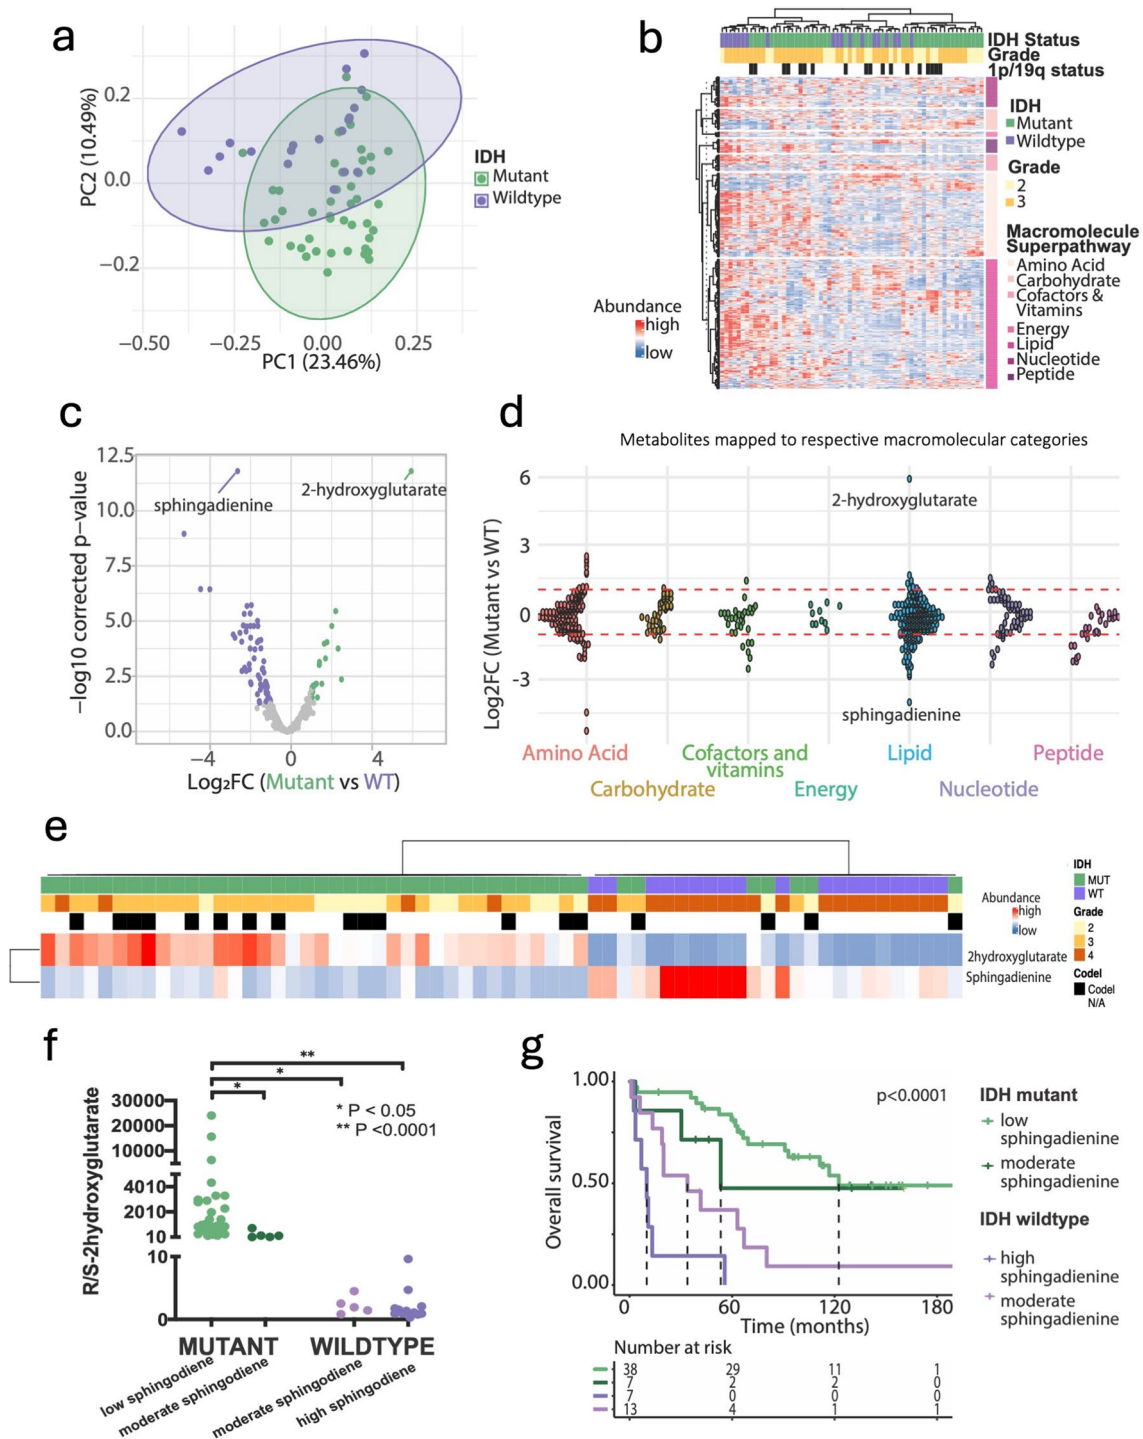 a
0.2
0.0
−0.2
PC2 (10.49%)
−0.50
−0.25
0.00
0.25
PC1 (23.46%)
IDH
Mutant
Wildtype
b
IDH Status
Grade
1p/19q status
IDH
Mutant
Wildtype
Grade
2
3
Macromolecule
Superpathway
Amino Acid
Carbohydrate
Cofactors &
Vitamins
Energy
Lipid
Nucleotide
Peptide
Abundance
high
low
c
12.5
10.0
7.5
5.0
2.5
0.0
−log10 corrected p−value
sphingadienine
2-hydroxyglutarate
−4
0
4
Log₂FC (Mutant vs WT)
d
Metabolites mapped to respective macromolecular categories
6
3
0
-3
Log2FC (Mutant vs WT)
2-hydroxyglutarate
sphingadienine
Amino Acid
Carbohydrate
Cofactors and
vitamins
Energy
Lipid
Nucleotide
Peptide
e
Abundance
high
low
2hydroxyglutarate
Sphingadienine
IDH
MUT
WT
Grade
2
3
4
Codel
Codel
N/A
f
**
*
*
* P < 0.05
** P <0.0001
30000
20000
10000
4010
2010
10
10
0
R/S-2hydroxyglutarate
MUTANT
WILDTYPE
low sphingodiene
moderate sphingodiene
moderate sphingodiene
high sphingodiene
g
1.00
0.50
0.00
Overall survival
p<0.0001
0
60
120
180
Time (months)
IDH mutant
low
sphingadienine
moderate
sphingadienine
IDH wildtype
high
sphingadienine
moderate
sphingadienine
Number at risk
38 29 11 1
7 2 2 0
7 0 0 0
13 4 1 1